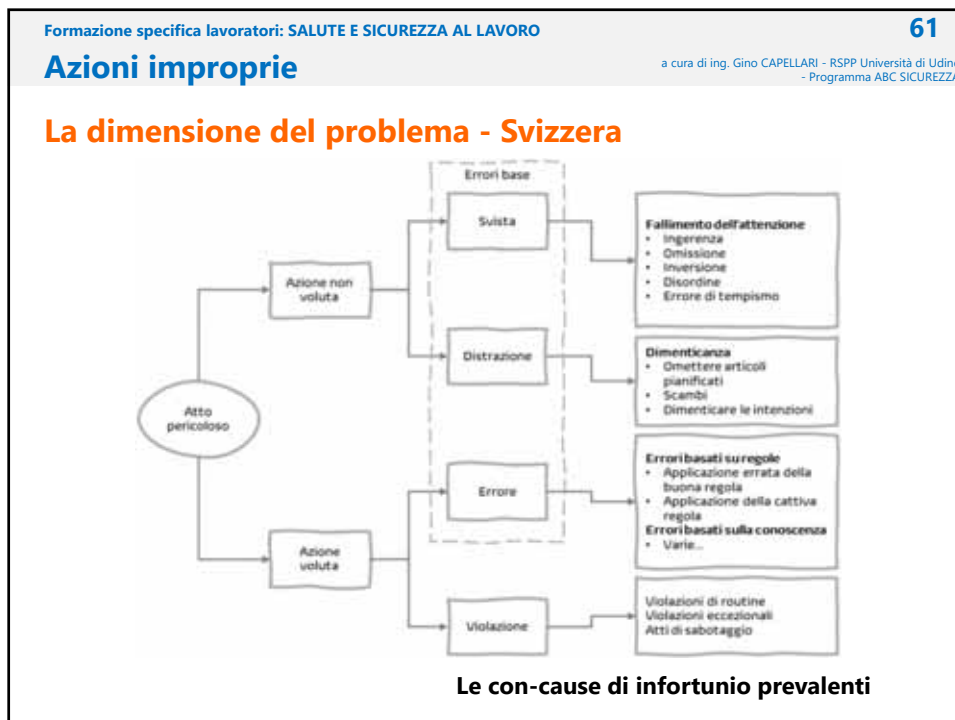 Formazione specifica lavoratori: SALUTE E SICUREZZA AL LAVORO
61
Azioni improprie
a cura di ing. Gino CAPELLARI - RSPP Università di Udine
- Programma ABC SICUREZZA
La dimensione del problema - Svizzera
Errori base
Svista
Fallimento dell'attenzione
• Ingerenza
• Omissione
• Inversione
• Disordine
• Errore di tempismo
Azione non
voluta
Distrazione
Dimenticanza
• Omettere articoli
pianificati
• Scambi
• Dimenticare le intenzioni
Atto
pericoloso
Errore
Errori basati su regole
• Applicazione errata della
buona regola
• Applicazione della cattiva
regola
Errori basati sulla conoscenza
• Varie...
Azione
voluta
Violazione
Violazioni di routine
Violazioni eccezionali
Atti di sabotaggio
Le con-cause di infortunio prevalenti